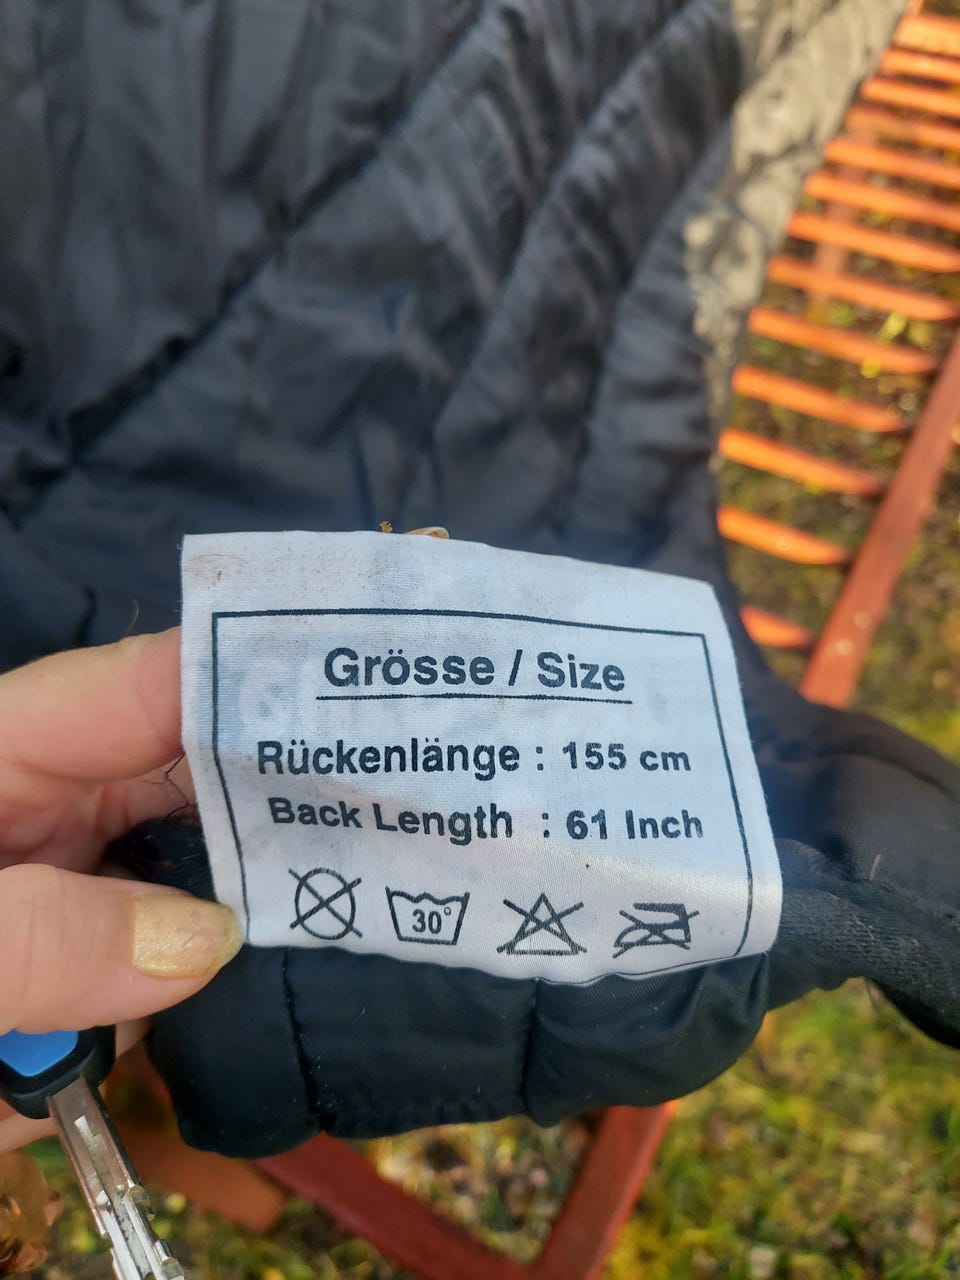 Grösse / Size
Rückenlänge : 155 cm
Back Length : 61 Inch
30°